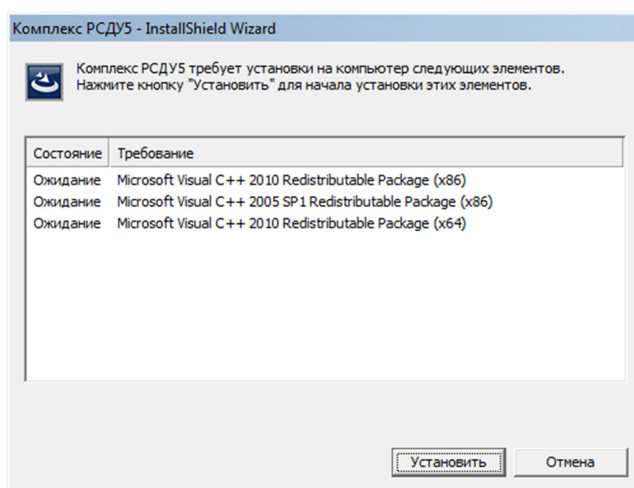 Комплекс РСДУ5 - InstallShield Wizard
Комплекс РСДУ5 требует установки на компьютер следующих элементов.
Нажмите кнопку "Установить" для начала установки этих элементов.
Состояние Требование
Ожидание Microsoft Visual C++ 2010 Redistributable Package (x86)
Ожидание Microsoft Visual C++ 2005 SP1 Redistributable Package (x86)
Ожидание Microsoft Visual C++ 2010 Redistributable Package (x64)
Установить Отмена